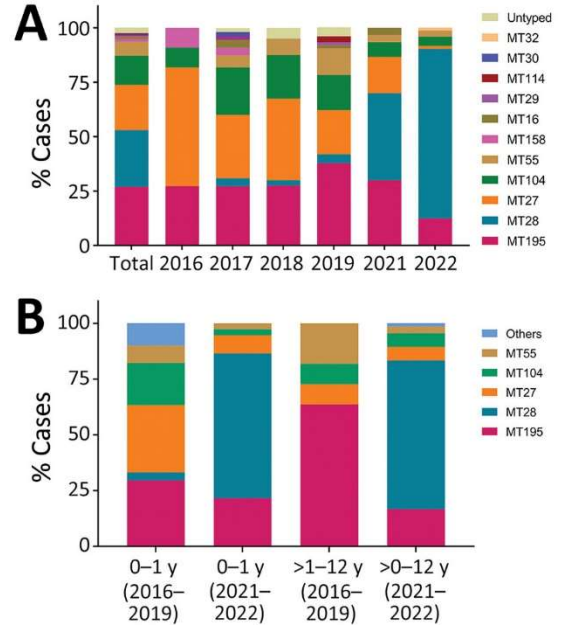 A
100
75
50
25
0
% Cases
Total 2016 2017 2018 2019 2021 2022
Untyped
MT32
MT30
MT114
MT29
MT16
MT158
MT55
MT104
MT27
MT28
MT195
B
100
75
50
25
0
% Cases
0–1 y (2016–2019)
0–1 y (2021–2022)
>1–12 y (2016–2019)
>0–12 y (2021–2022)
Others
MT55
MT104
MT27
MT28
MT195